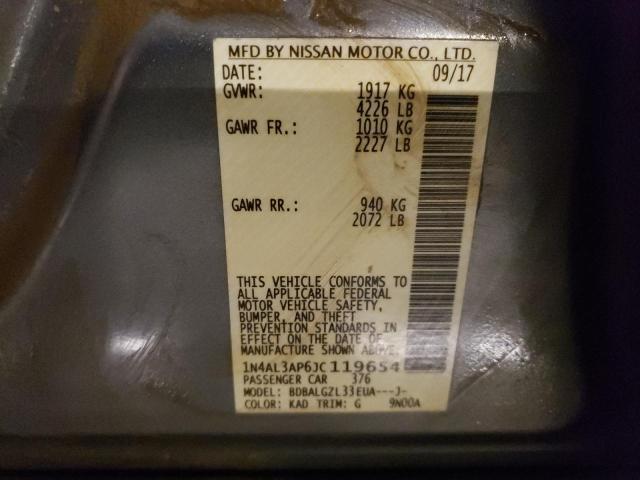 MFD BY NISSAN MOTOR CO., LTD.
DATE: 09/17
GVWR: 1917 KG
4226 LB
GAWR FR.: 1010 KG
2227 LB
GAWR RR.: 940 KG
2072 LB
THIS VEHICLE CONFORMS TO
ALL APPLICABLE FEDERAL
MOTOR VEHICLE SAFETY,
BUMPER, AND THEFT
PREVENTION STANDARDS IN
EFFECT ON THE DATE OF
MANUFACTURE SHOWN ABOVE.
1N4AL3AP6JC119654
PASSENGER CAR 376
MODEL: BDBALGZL33EUA---J-
COLOR: KAD TRIM: G 9N00A